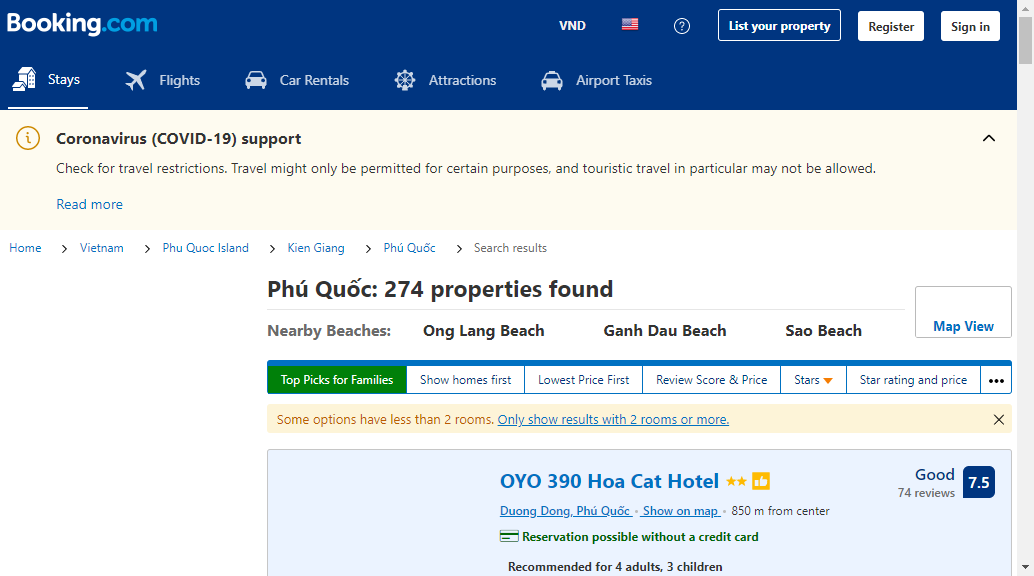 Booking.com
VND
List your property
Register
Sign in
Stays
Flights
Car Rentals
Attractions
Airport Taxis
Coronavirus (COVID-19) support
Check for travel restrictions. Travel might only be permitted for certain purposes, and touristic travel in particular may not be allowed.
Read more
Home > Vietnam > Phu Quoc Island > Kien Giang > Phú Quốc > Search results
Phú Quốc: 274 properties found
Map View
Nearby Beaches: Ong Lang Beach Ganh Dau Beach Sao Beach
Top Picks for Families Show homes first Lowest Price First Review Score & Price Stars Star rating and price •••
Some options have less than 2 rooms. Only show results with 2 rooms or more.
OYO 390 Hoa Cat Hotel
Good
74 reviews
7.5
Duong Dong, Phú Quốc • Show on map • 850 m from center
Reservation possible without a credit card
Recommended for 4 adults, 3 children